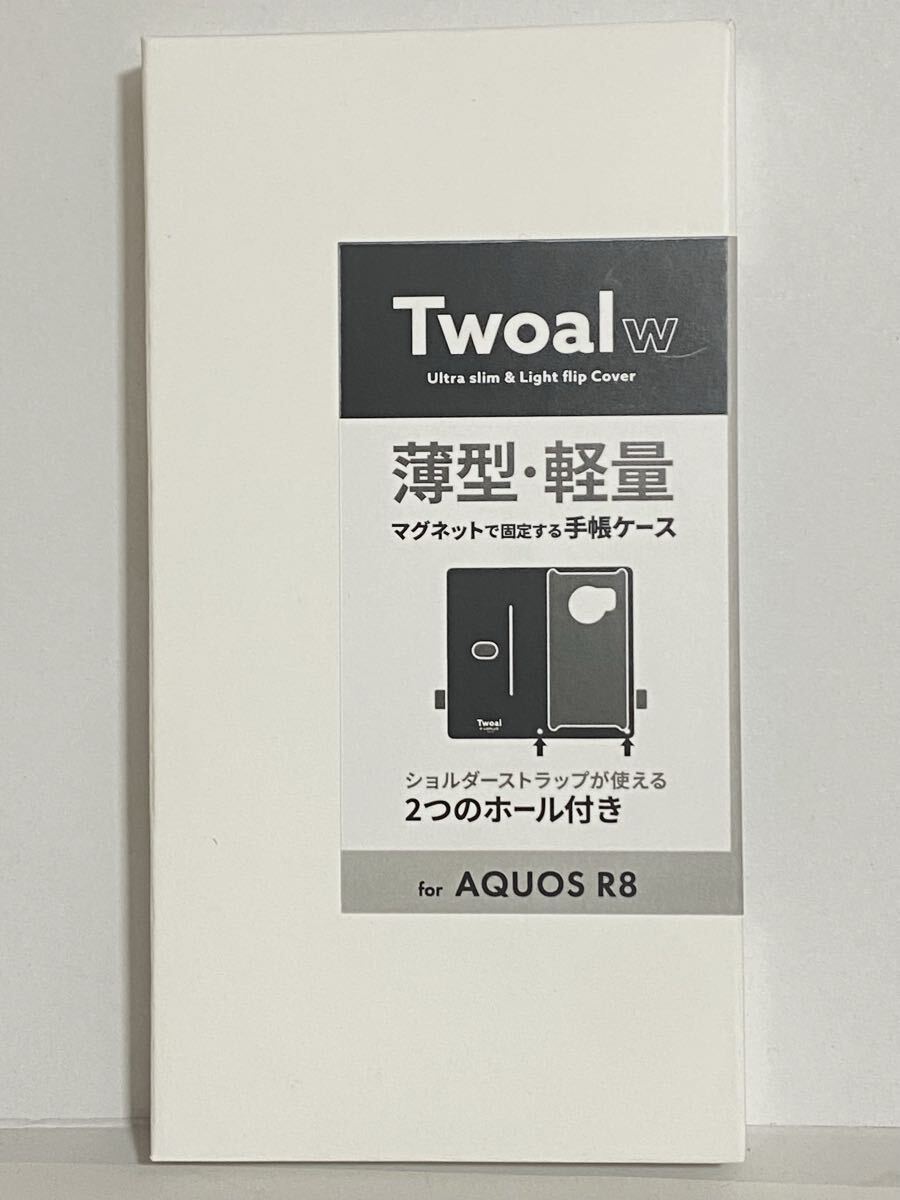 Twoal w
Ultra slim & Light flip Cover
薄型・軽量
マグネットで固定する手帳ケース
Twoal
ショルダーストラップが使える
2つのホール付き
for AQUOS R8